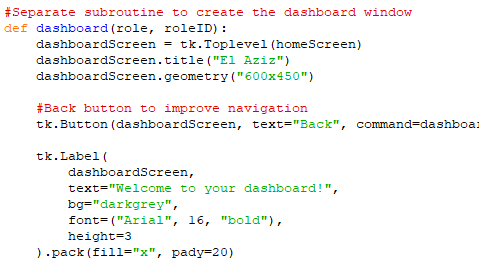 #Separate subroutine to create the dashboard window
def dashboard(role, roleID):
    dashboardScreen = tk.Toplevel(homeScreen)
    dashboardScreen.title("El Aziz")
    dashboardScreen.geometry("600x450")

    #Back button to improve navigation
    tk.Button(dashboardScreen, text="Back", command=dashboa

    tk.Label(
        dashboardScreen,
        text="Welcome to your dashboard!",
        bg="darkgrey",
        font=("Arial", 16, "bold"),
        height=3
    ).pack(fill="x", pady=20)